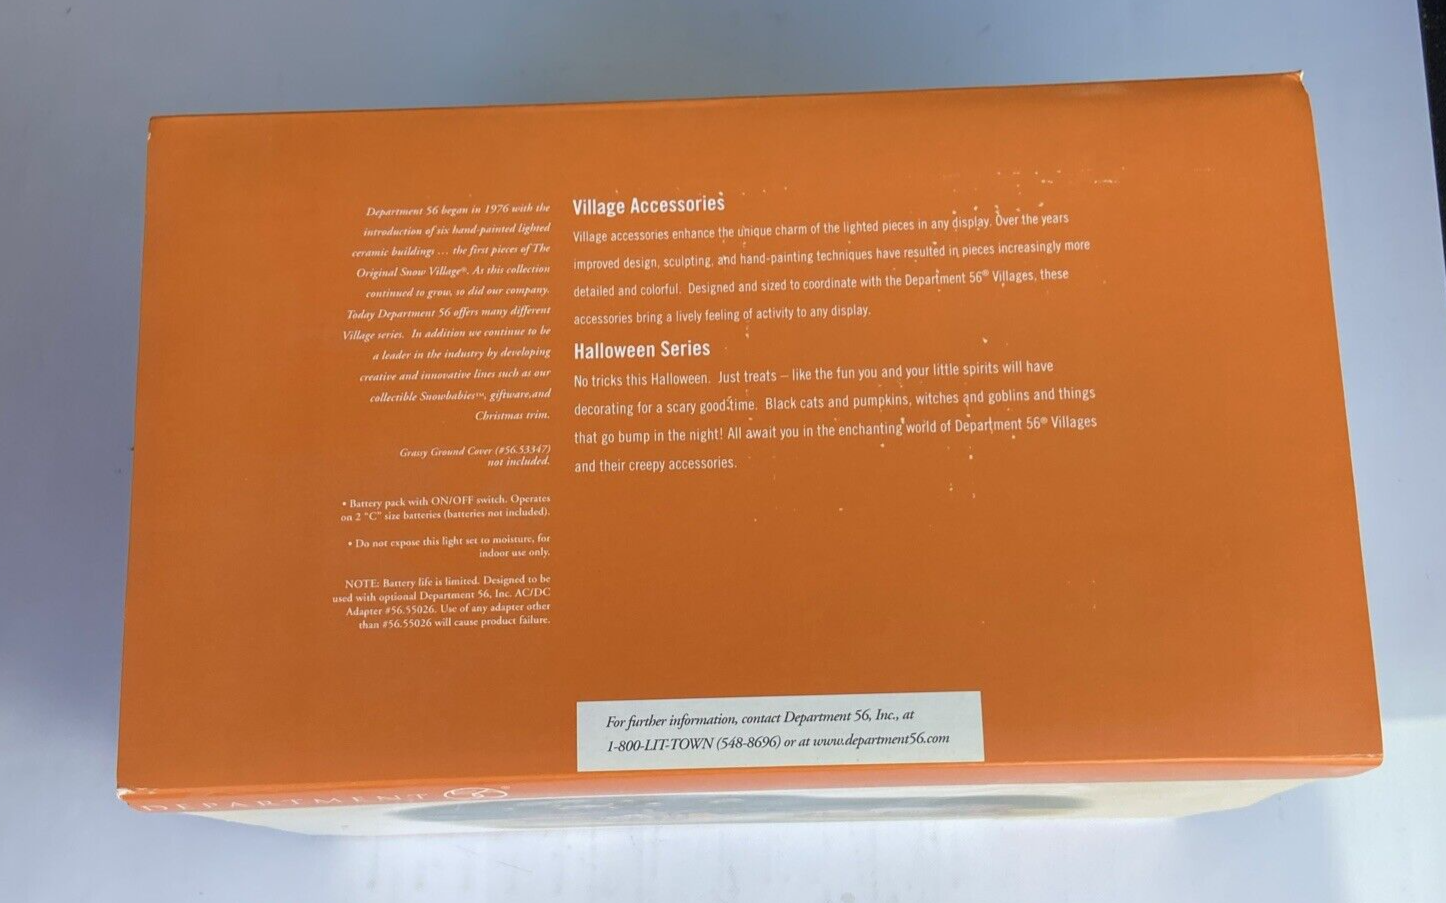 Department 56 began in 1976 with the
introduction of six hand-painted lighted
ceramic buildings ... the first pieces of The
Original Snow Village®. As this collection
continued to grow, so did our company.
Today Department 56 offers many different
Village series. In addition we continue to be
a leader in the industry by developing
creative and innovative lines such as our
collectible Snowbabies™, giftware,and
Christmas trim.
Grassy Ground Cover (#56.53347)
not included.
• Battery pack with ON/OFF switch. Operates
on 2 "C" size batteries (batteries not included).
• Do not expose this light set to moisture, for
indoor use only.
NOTE: Battery life is limited. Designed to be
used with optional Department 56, Inc. AC/DC
Adapter #56.55026. Use of any adapter other
than #56.55026 will cause product failure.
Village Accessories
Village accessories enhance the unique charm of the lighted pieces in any display. Over the years
improved design, sculpting, and hand-painting techniques have resulted in pieces increasingly more
detailed and colorful. Designed and sized to coordinate with the Department 56® Villages, these
accessories bring a lively feeling of activity to any display.
Halloween Series
No tricks this Halloween. Just treats – like the fun you and your little spirits will have
decorating for a scary good time. Black cats and pumpkins, witches and goblins and things
that go bump in the night! All await you in the enchanting world of Department 56® Villages
and their creepy accessories.
For further information, contact Department 56, Inc., at
1-800-LIT-TOWN (548-8696) or at www.department56.com
DEPARTMENT 56®